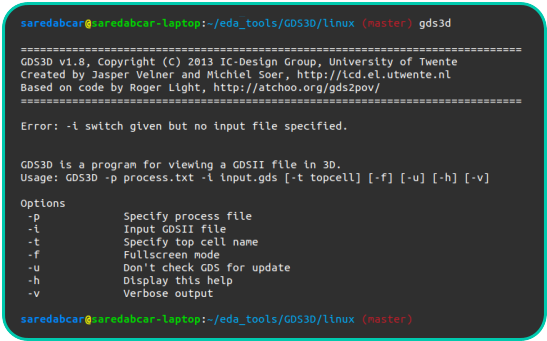 saredabcar@saredabcar-laptop:~/eda_tools/GDS3D/linux (master) gds3d
================================================================================
GDS3D v1.8, Copyright (C) 2013 IC-Design Group, University of Twente
Created by Jasper Velner and Michiel Soer, http://icd.el.utwente.nl
Based on code by Roger Light, http://atchoo.org/gds2pov/
================================================================================
Error: -i switch given but no input file specified.
GDS3D is a program for viewing a GDSII file in 3D.
Usage: GDS3D -p process.txt -i input.gds [-t topcell] [-f] [-u] [-h] [-v]
Options
-p Specify process file
-i Input GDSII file
-t Specify top cell name
-f Fullscreen mode
-u Don't check GDS for update
-h Display this help
-v Verbose output
saredabcar@saredabcar-laptop:~/eda_tools/GDS3D/linux (master)